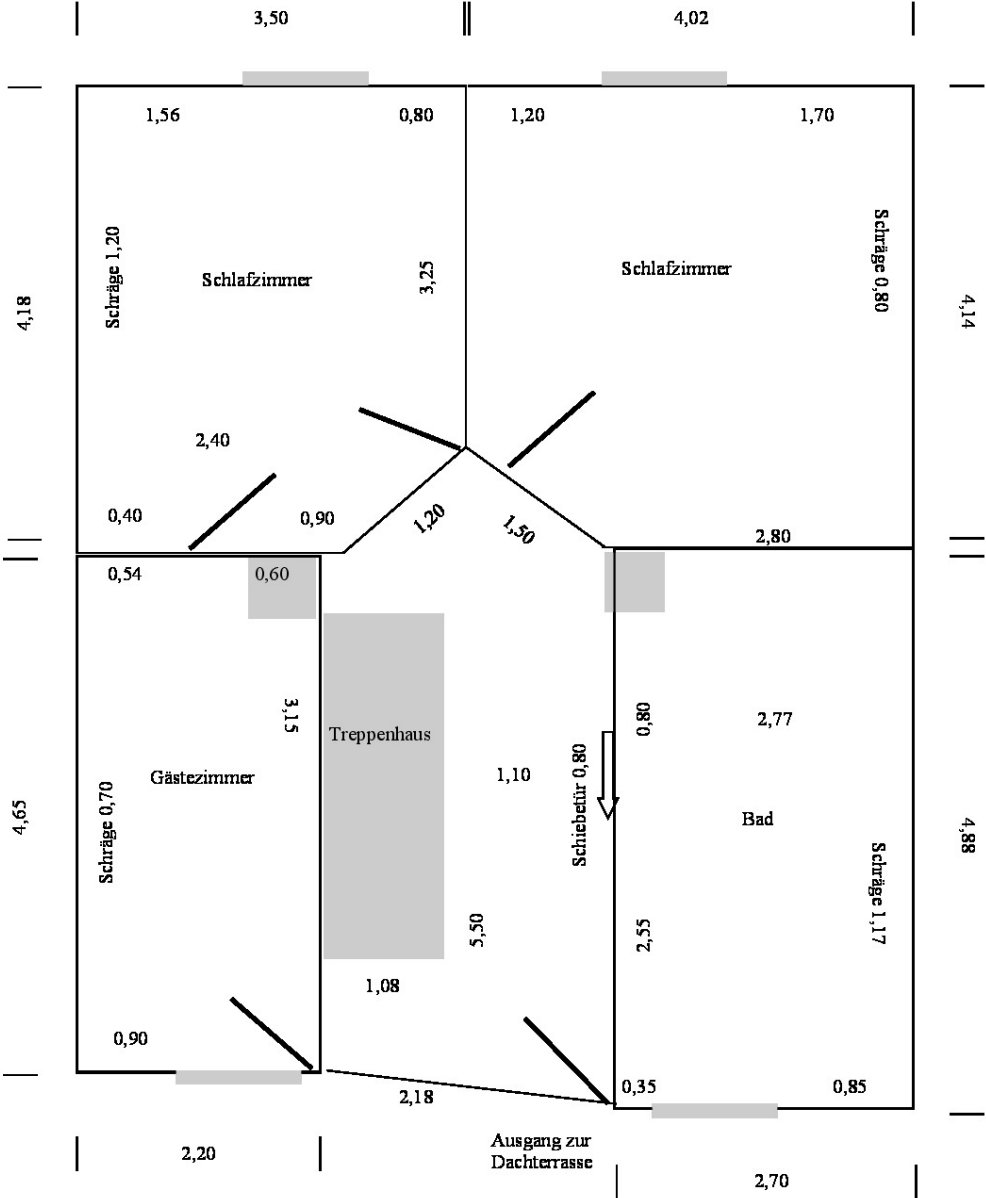 3,50
4,02
1,56
0,80
1,20
1,70
Schräge 1,20
Schlafzimmer
3,25
Schlafzimmer
Schräge 0,80
4,18
4,14
2,40
0,40
0,90
1,20
1,50
2,80
0,54
0,60
3,15
Treppenhaus
0,80
2,77
Gästezimmer
1,10
Schiebetür 0,80
Bad
Schräge 0,70
4,65
4,88
Schräge 1,17
5,50
2,55
1,08
0,90
2,18
0,35
0,85
2,20
Ausgang zur
Dachterrasse
2,70